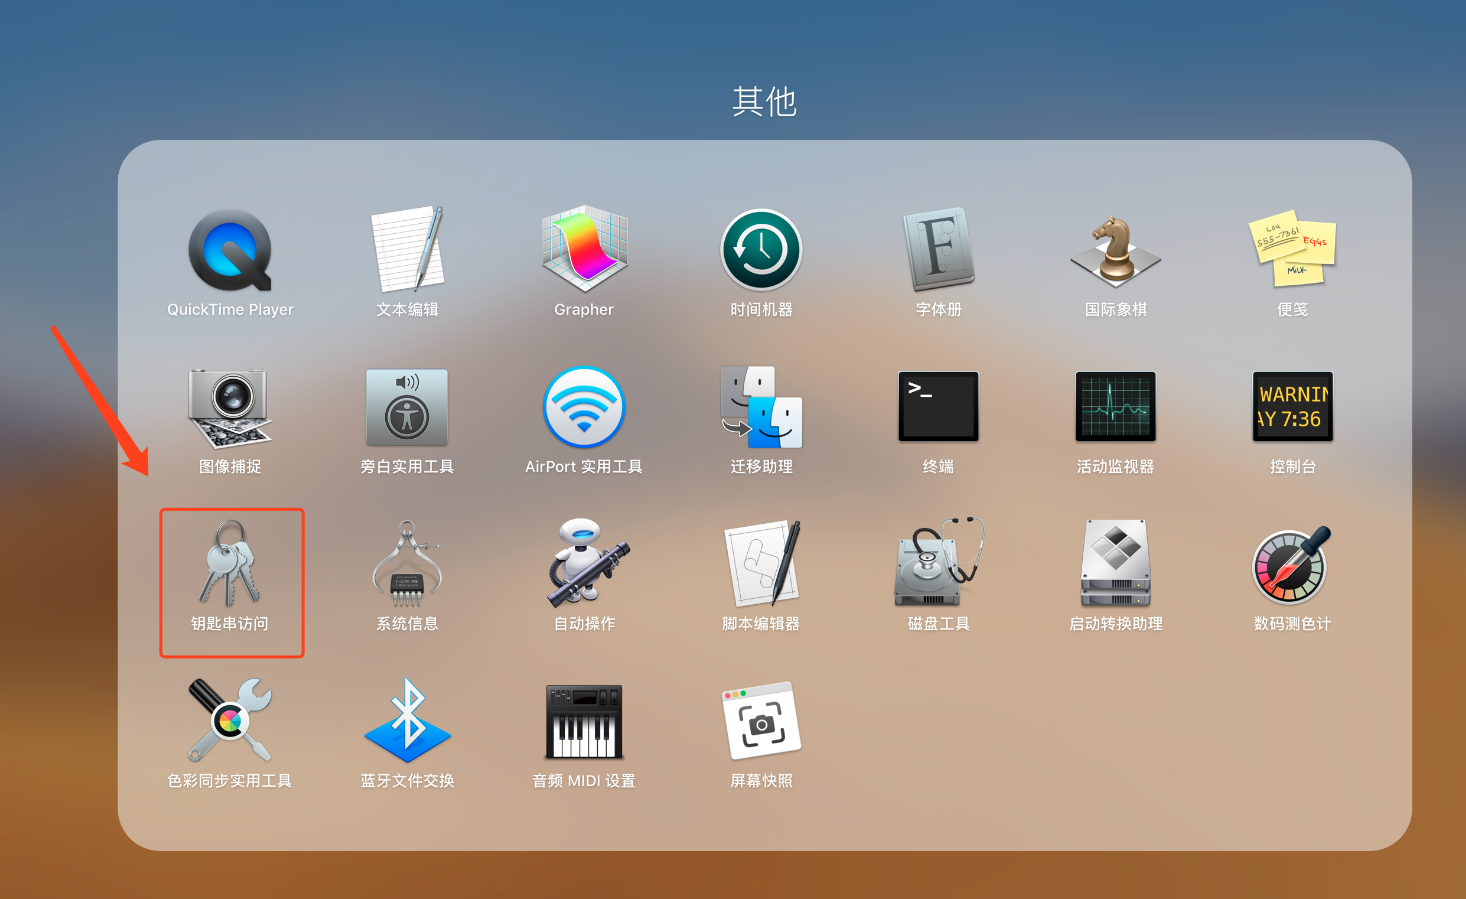 其他
QuickTime Player
文本编辑
Grapher
时间机器
字体册
国际象棋
便笺
LOU
555-7361
EGGS
MILK
F
图像捕捉
旁白实用工具
AirPort 实用工具
迁移助理
>_
终端
活动监视器
WARNIN
AY 7:36
控制台
钥匙串访问
系统信息
自动操作
脚本编辑器
磁盘工具
启动转换助理
数码测色计
色彩同步实用工具
蓝牙文件交换
音频 MIDI 设置
屏幕快照